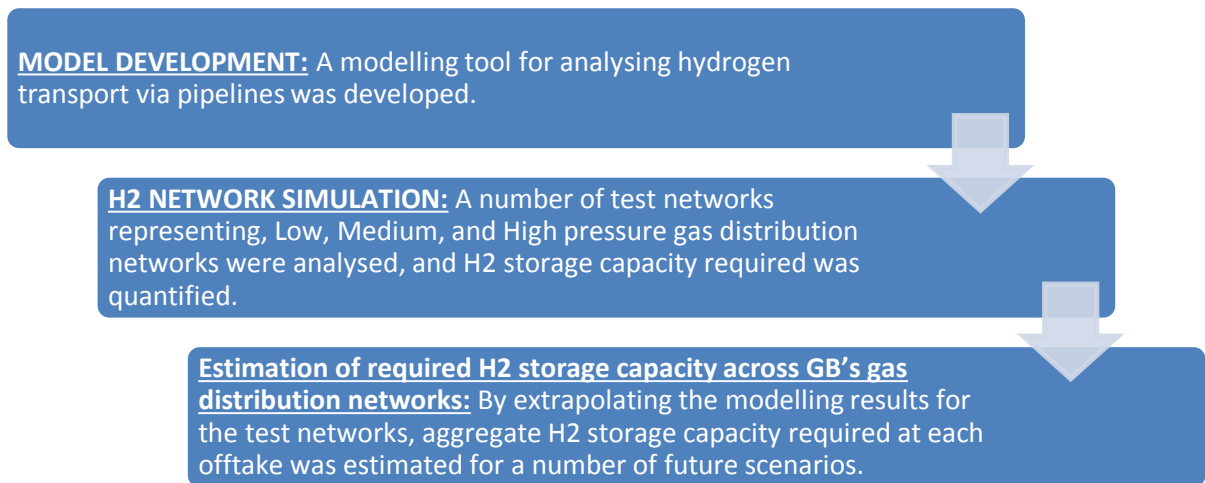 MODEL DEVELOPMENT: A modelling tool for analysing hydrogen
transport via pipelines was developed.
H2 NETWORK SIMULATION: A number of test networks
representing, Low, Medium, and High pressure gas distribution
networks were analysed, and H2 storage capacity required was
quantified.
Estimation of required H2 storage capacity across GB’s gas
distribution networks: By extrapolating the modelling results for
the test networks, aggregate H2 storage capacity required at each
offtake was estimated for a number of future scenarios.